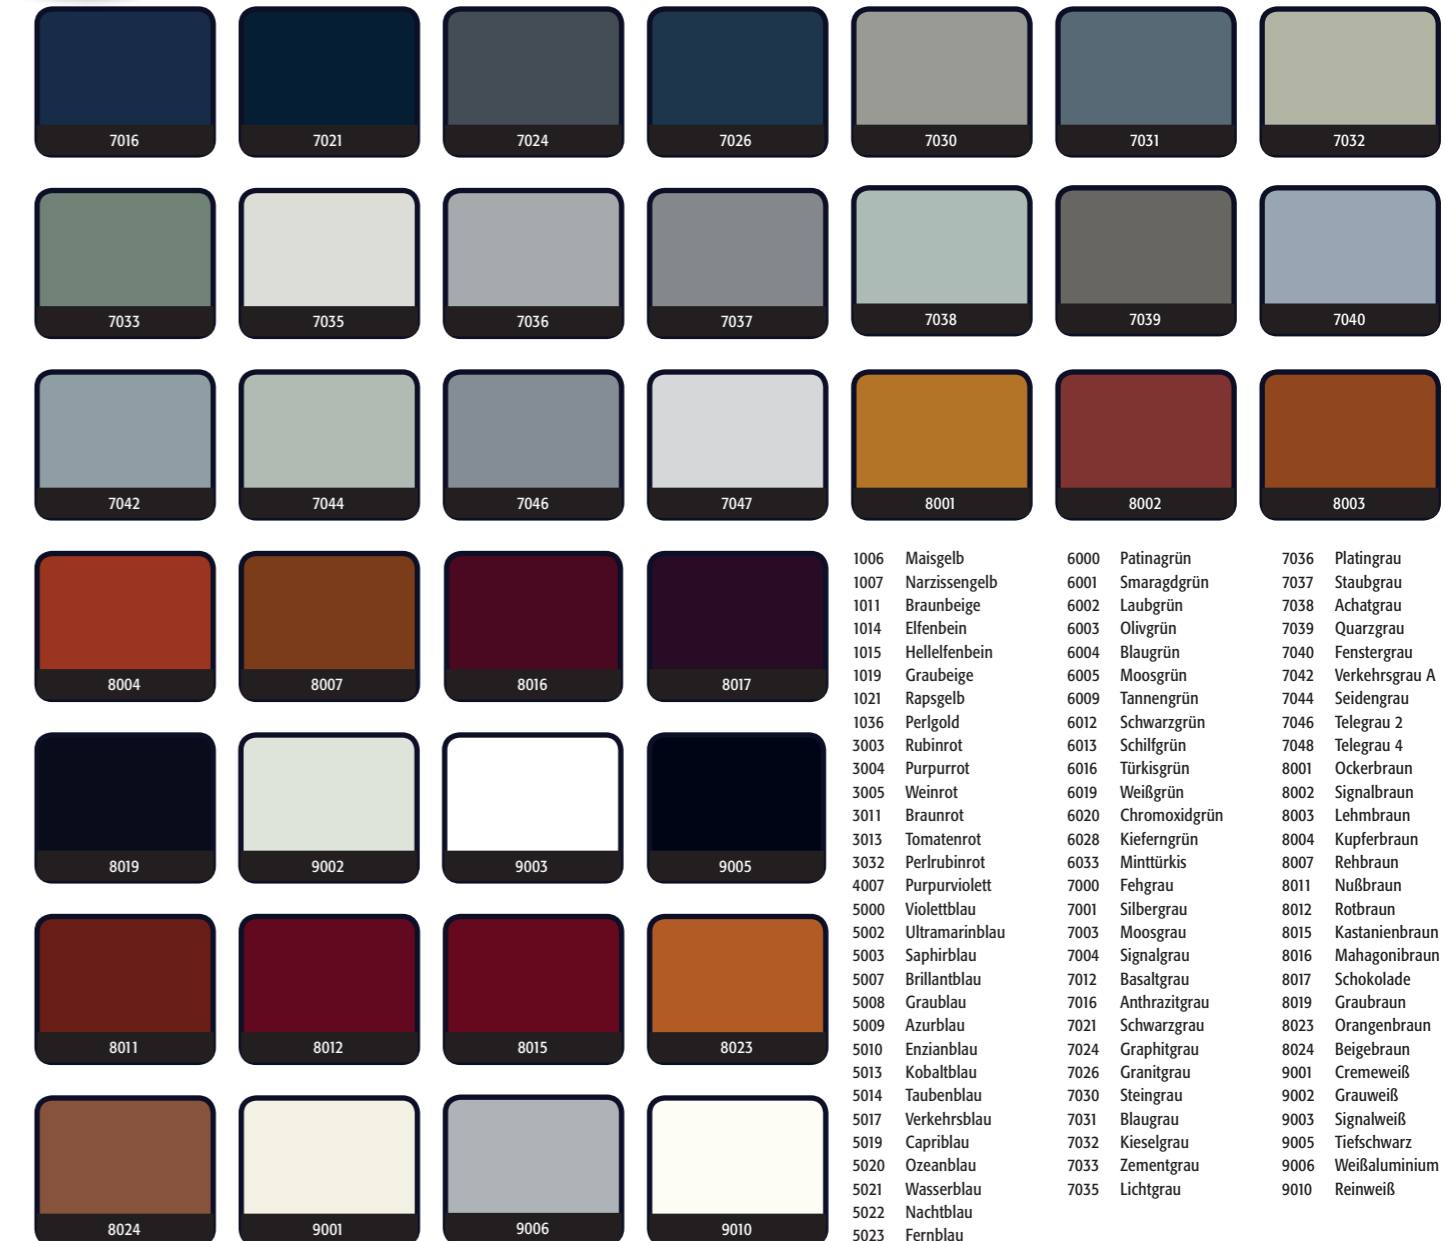 7016
7021
7024
7026
7030
7031
7032
7033
7035
7036
7037
7038
7039
7040
7042
7044
7046
7047
8001
8002
8003
8004
8007
8016
8017
8019
9002
9003
9005
8011
8012
8015
8023
8024
9001
9006
9010
1006 Maisgelb
1007 Narzissengelb
1011 Braunbeige
1014 Elfenbein
1015 Hellelfenbein
1019 Graubeige
1021 Rapsgelb
1036 Perlgold
3003 Rubinrot
3004 Purpurrot
3005 Weinrot
3011 Braunrot
3013 Tomatenrot
3032 Perlrubinrot
4007 Purpurviolett
5000 Violettblau
5002 Ultramarinblau
5003 Saphirblau
5007 Brillantblau
5008 Graublau
5009 Azurblau
5010 Enzianblau
5013 Kobaltblau
5014 Taubenblau
5017 Verkehrsblau
5019 Capriblau
5020 Ozeanblau
5021 Wasserblau
5022 Nachtblau
5023 Fernblau
6000 Patinagrün
6001 Smaragdgrün
6002 Laubgrün
6003 Olivgrün
6004 Blaugrün
6005 Moosgrün
6009 Tannengrün
6012 Schwarzgrün
6013 Schilfgrün
6016 Türkisgrün
6019 Weißgrün
6020 Chromoxidgrün
6028 Kieferngrün
6033 Minttürkis
7000 Fehgrau
7001 Silbergrau
7003 Moosgrau
7004 Signalgrau
7012 Basaltgrau
7016 Anthrazitgrau
7021 Schwarzgrau
7024 Graphitgrau
7026 Granitgrau
7030 Steingrau
7031 Blaugrau
7032 Kieselgrau
7033 Zementgrau
7035 Lichtgrau
7036 Platingrau
7037 Staubgrau
7038 Achatgrau
7039 Quarzgrau
7040 Fenstergrau
7042 Verkehrsgrau A
7044 Seidengrau
7046 Telegrau 2
7048 Telegrau 4
8001 Ockerbraun
8002 Signalbraun
8003 Lehmbraun
8004 Kupferbraun
8007 Rehbraun
8011 Nußbraun
8012 Rotbraun
8015 Kastanienbraun
8016 Mahagonibraun
8017 Schokolade
8019 Graubraun
8023 Orangenbraun
8024 Beigebraun
9001 Cremeweiß
9002 Grauweiß
9003 Signalweiß
9005 Tiefschwarz
9006 Weißaluminium
9010 Reinweiß